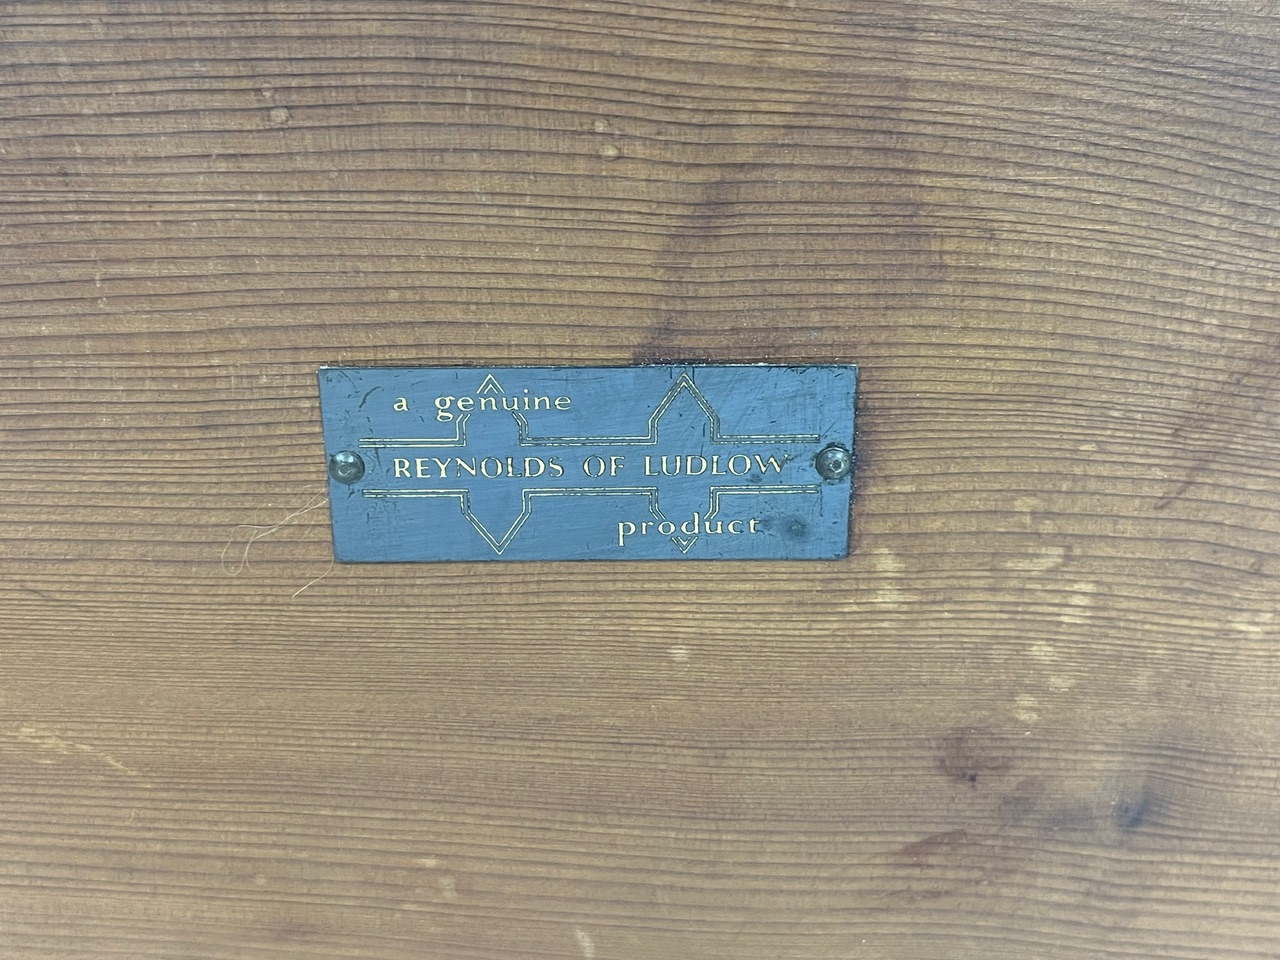 a genuine
REYNOLDS OF LUDLOW
product